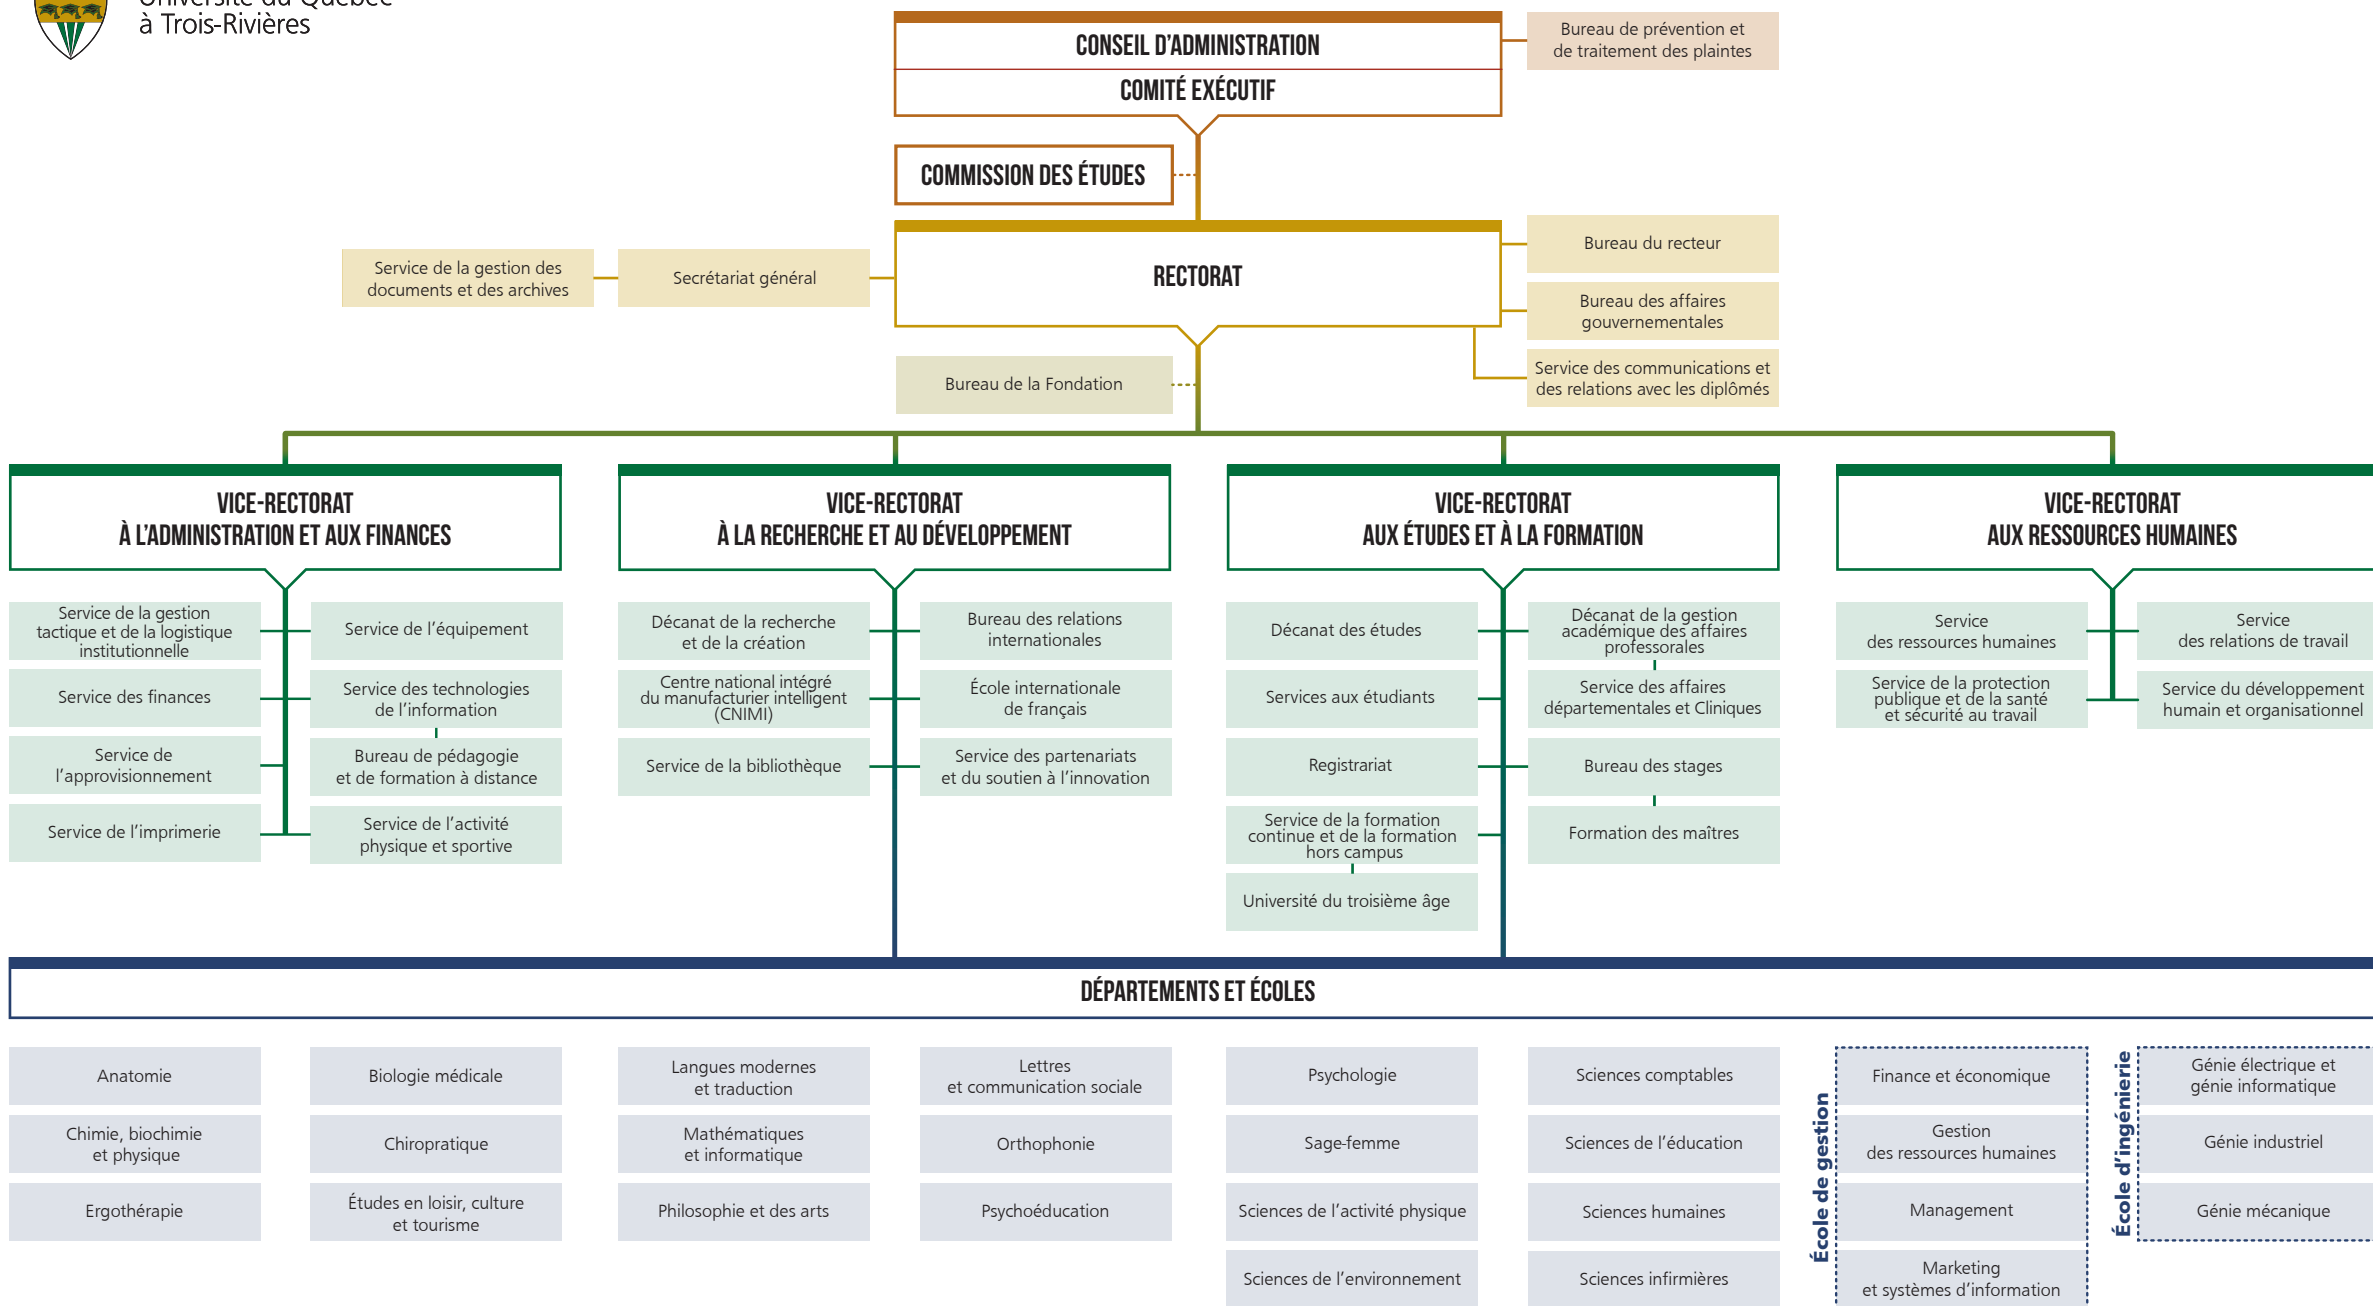 Université du Québec
à Trois-Rivières
CONSEIL D'ADMINISTRATION
COMITÉ EXÉCUTIF
Bureau de prévention et
de traitement des plaintes
COMMISSION DES ÉTUDES
Service de la gestion des
documents et des archives
Secrétariat général
RECTORAT
Bureau du recteur
Bureau des affaires
gouvernementales
Service des communications et
des relations avec les diplômés
Bureau de la Fondation
VICE-RECTORAT
À L'ADMINISTRATION ET AUX FINANCES
VICE-RECTORAT
À LA RECHERCHE ET AU DÉVELOPPEMENT
VICE-RECTORAT
AUX ÉTUDES ET À LA FORMATION
VICE-RECTORAT
AUX RESSOURCES HUMAINES
Service de la gestion
tactique et de la logistique
institutionnelle
Service de l'équipement
Service des finances
Service des technologies
de l'information
Service de
l'approvisionnement
Bureau de pédagogie
et de formation à distance
Service de l'imprimerie
Service de l'activité
physique et sportive
Décanat de la recherche
et de la création
Bureau des relations
internationales
Centre national intégré
du manufacturier intelligent
(CNIMI)
École internationale
de français
Service de la bibliothèque
Service des partenariats
et du soutien à l'innovation
Décanat des études
Décanat de la gestion
académique des affaires
professorales
Services aux étudiants
Service des affaires
départementales et Cliniques
Registrariat
Bureau des stages
Service de la formation
continue et de la formation
hors campus
Formation des maîtres
Université du troisième âge
Service
des ressources humaines
Service
des relations de travail
Service de la protection
publique et de la santé
et sécurité au travail
Service du développement
humain et organisationnel
DÉPARTEMENTS ET ÉCOLES
Anatomie
Chimie, biochimie
et physique
Ergothérapie
Biologie médicale
Chiropratique
Études en loisir, culture
et tourisme
Langues modernes
et traduction
Mathématiques
et informatique
Philosophie et des arts
Lettres
et communication sociale
Orthophonie
Psychoéducation
Psychologie
Sage-femme
Sciences de l'activité physique
Sciences de l'environnement
Sciences comptables
Sciences de l'éducation
Sciences humaines
Sciences infirmières
École de gestion
Finance et économique
Gestion
des ressources humaines
Management
Marketing
et systèmes d'information
École d'ingénierie
Génie électrique et
génie informatique
Génie industriel
Génie mécanique